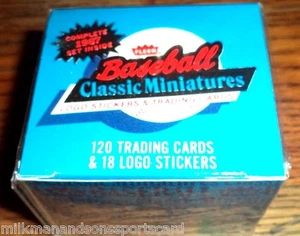 COMPLETE
1987
SET INSIDE
Fleer
Baseball
Classic Miniatures
LOGO STICKERS & TRADING CARDS
120 TRADING CARDS
& 18 LOGO STICKERS
milkmanandsonssportscard